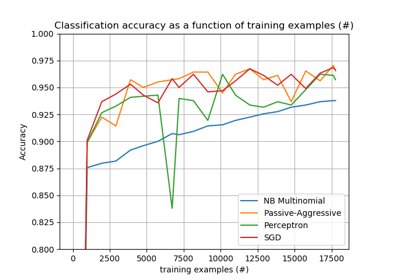 Classification accuracy as a function of training examples (#)
1.000
0.975
0.950
0.925
0.900
0.875
0.850
0.825
0.800
Accuracy
NB Multinomial
Passive-Aggressive
Perceptron
SGD
0 2500 5000 7500 10000 12500 15000 17500
training examples (#)